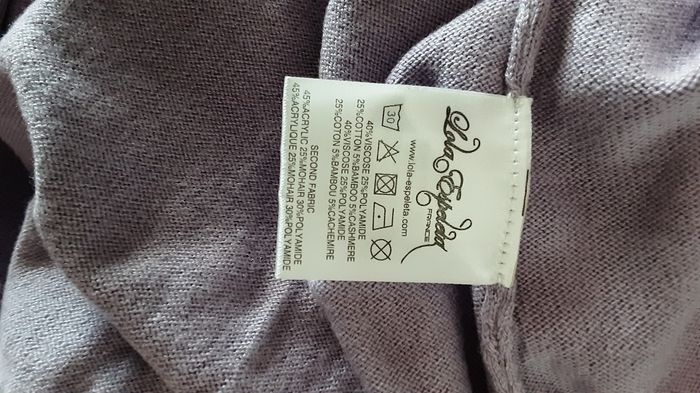 Lola Espeleta
FRANCE
www.lola-espeleta.com
30
40%VISCOSE 25%POLYAMIDE
25%COTTON 5%BAMBOO 5%CASHMERE
40%VISCOSE 25%POLYAMIDE
25%COTON 5%BAMBOU 5%CACHEMIRE
SECOND FABRIC
45%ACRYLIC 25%MOHAIR 30%POLYAMIDE
45%ACRYLIQUE 25%MOHAIR 30%POLYAMIDE